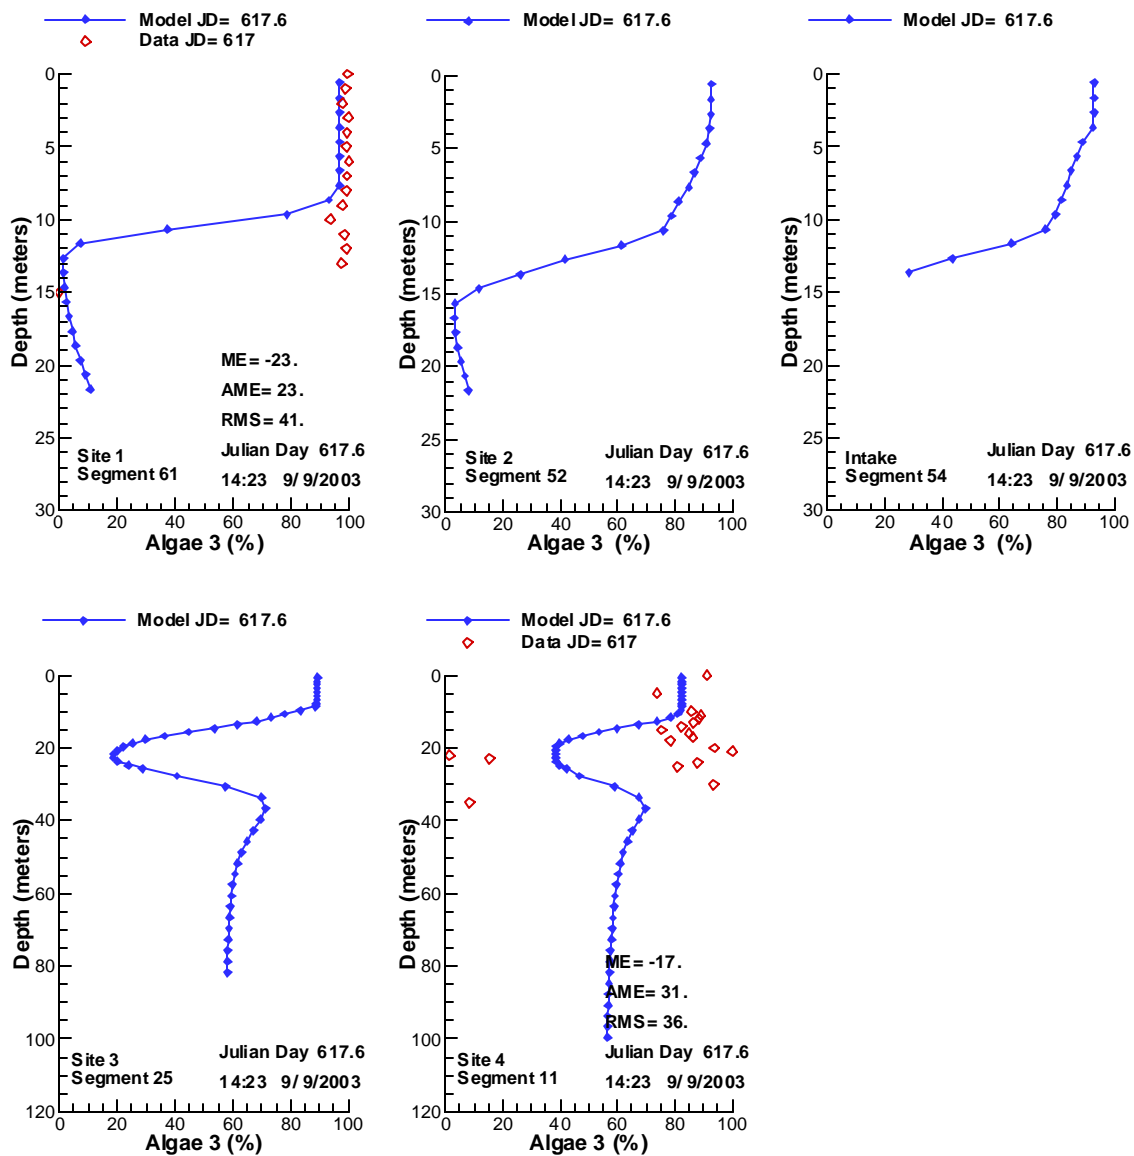 Model JD= 617.6
Data JD= 617
0
5
10
15
20
25
30
Depth (meters)
ME= -23.
AME= 23.
RMS= 41.
Site 1
Segment 61
Julian Day 617.6
14:23 9/ 9/2003
0 20 40 60 80 100
Algae 3 (%)
Model JD= 617.6
0
5
10
15
20
25
30
Depth (meters)
Site 2
Segment 52
Julian Day 617.6
14:23 9/ 9/2003
0 20 40 60 80 100
Algae 3 (%)
Model JD= 617.6
0
5
10
15
20
25
30
Depth (meters)
Intake
Segment 54
Julian Day 617.6
14:23 9/ 9/2003
0 20 40 60 80 100
Algae 3 (%)
Model JD= 617.6
0
20
40
60
80
100
120
Depth (meters)
Site 3
Segment 25
Julian Day 617.6
14:23 9/ 9/2003
0 20 40 60 80 100
Algae 3 (%)
Model JD= 617.6
Data JD= 617
0
20
40
60
80
100
120
Depth (meters)
ME= -17.
AME= 31.
RMS= 36.
Site 4
Segment 11
Julian Day 617.6
14:23 9/ 9/2003
0 20 40 60 80 100
Algae 3 (%)